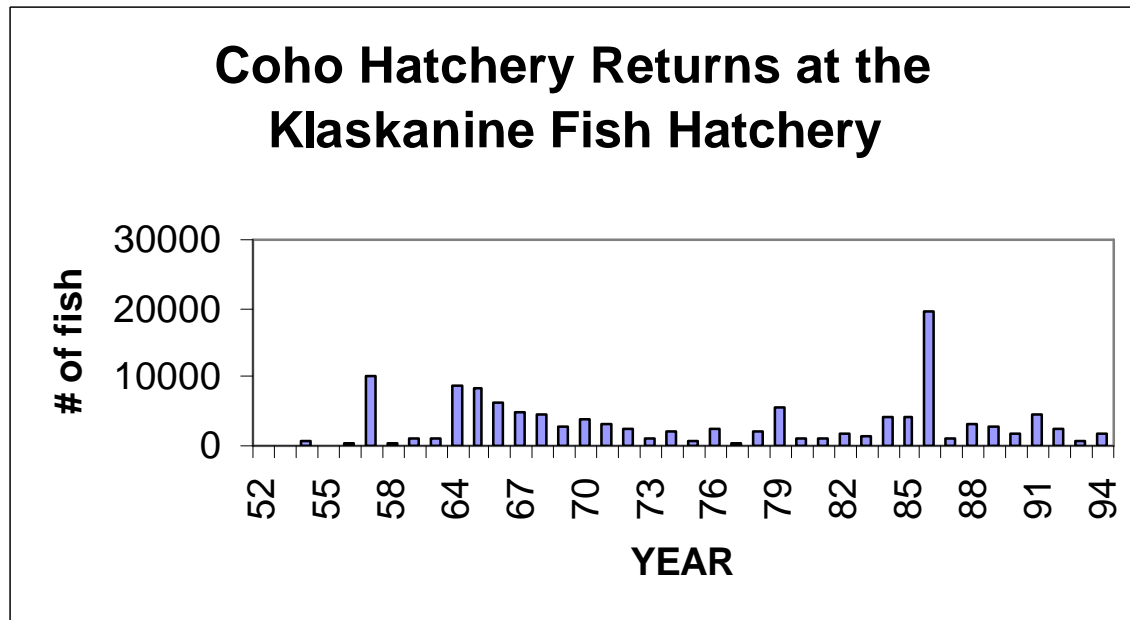 Coho Hatchery Returns at the
Klaskanine Fish Hatchery
# of fish
30000
20000
10000
0
52 55 58 64 67 70 73 76 79 82 85 88 91 94
YEAR